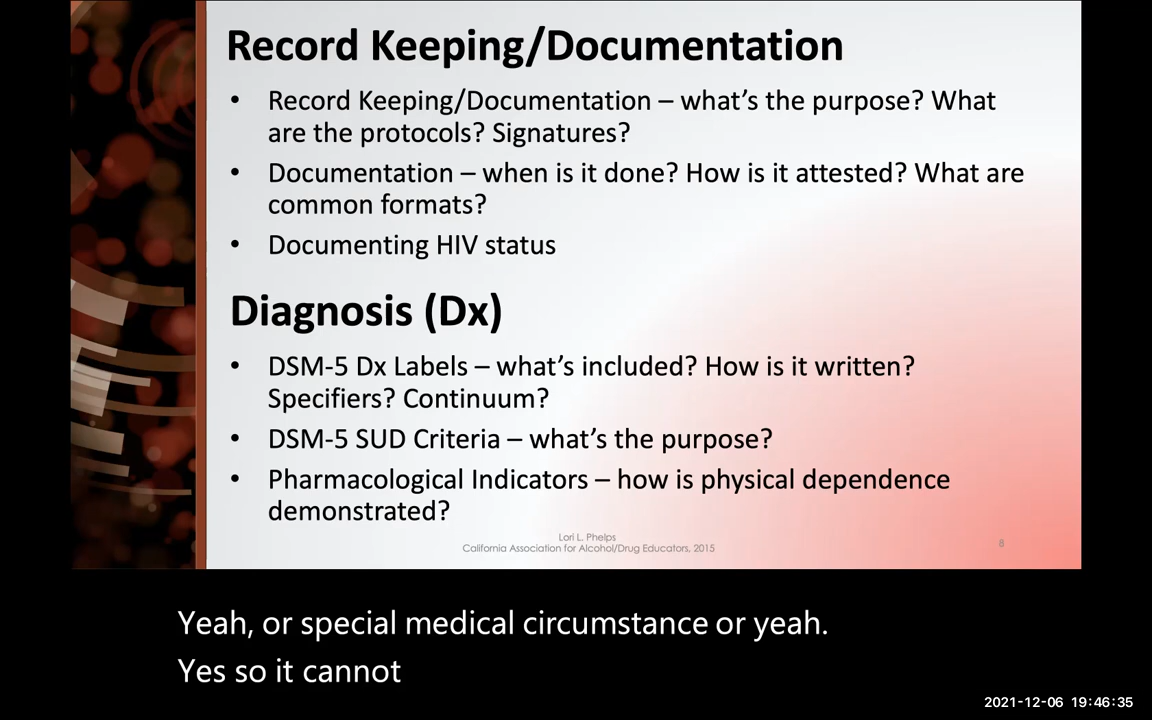 Record Keeping/Documentation
• Record Keeping/Documentation – what's the purpose? What
are the protocols? Signatures?
• Documentation – when is it done? How is it attested? What are
common formats?
• Documenting HIV status
Diagnosis (Dx)
• DSM-5 Dx Labels – what's included? How is it written?
Specifiers? Continuum?
• DSM-5 SUD Criteria – what's the purpose?
• Pharmacological Indicators – how is physical dependence
demonstrated?
Lori L. Phelps
California Association for Alcohol/Drug Educators, 2015
8
Yeah, or special medical circumstance or yeah.
Yes so it cannot
2021-12-06 19:46:35